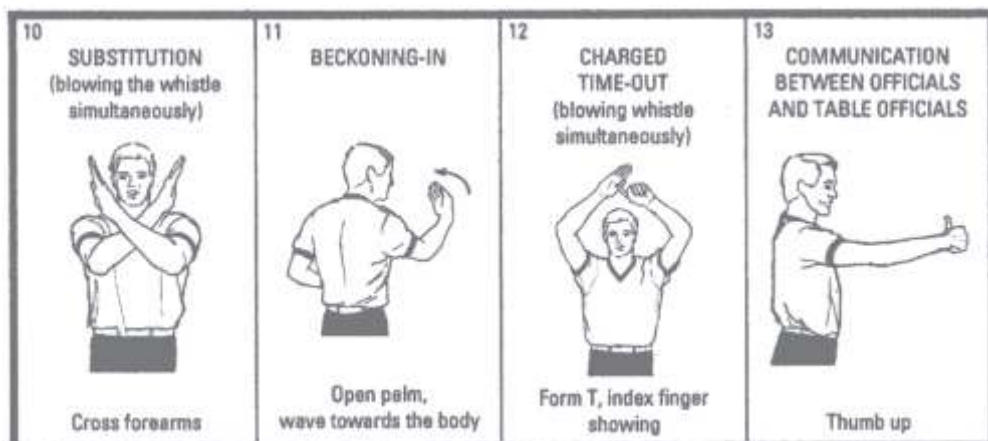 10
SUBSTITUTION
(blowing the whistle
simultaneously)
Cross forearms
11
BECKONING-IN
Open palm,
wave towards the body
12
CHARGED
TIME-OUT
(blowing whistle
simultaneously)
Form T, index finger
showing
13
COMMUNICATION
BETWEEN OFFICIALS
AND TABLE OFFICIALS
Thumb up